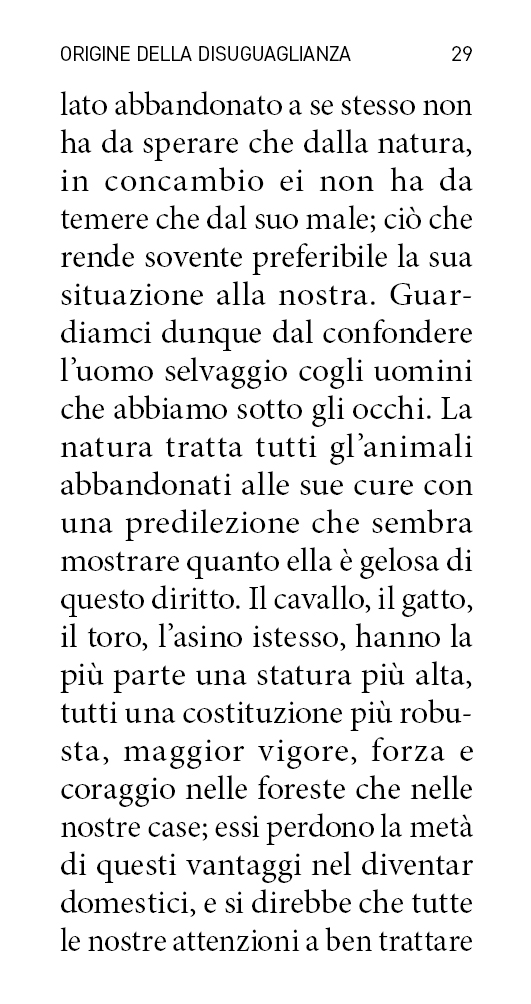 ORIGINE DELLA DISUGUAGLIANZA 29
lato abbandonato a se stesso non
ha da sperare che dalla natura,
in concambio ei non ha da
temere che dal suo male; ciò che
rende sovente preferibile la sua
situazione alla nostra. Guar-
diamci dunque dal confondere
l’uomo selvaggio cogli uomini
che abbiamo sotto gli occhi. La
natura tratta tutti gl’animali
abbandonati alle sue cure con
una predilezione che sembra
mostrare quanto ella è gelosa di
questo diritto. Il cavallo, il gatto,
il toro, l’asino istesso, hanno la
più parte una statura più alta,
tutti una costituzione più robu-
sta, maggior vigore, forza e
coraggio nelle foreste che nelle
nostre case; essi perdono la metà
di questi vantaggi nel diventar
domestici, e si direbbe che tutte
le nostre attenzioni a ben trattare